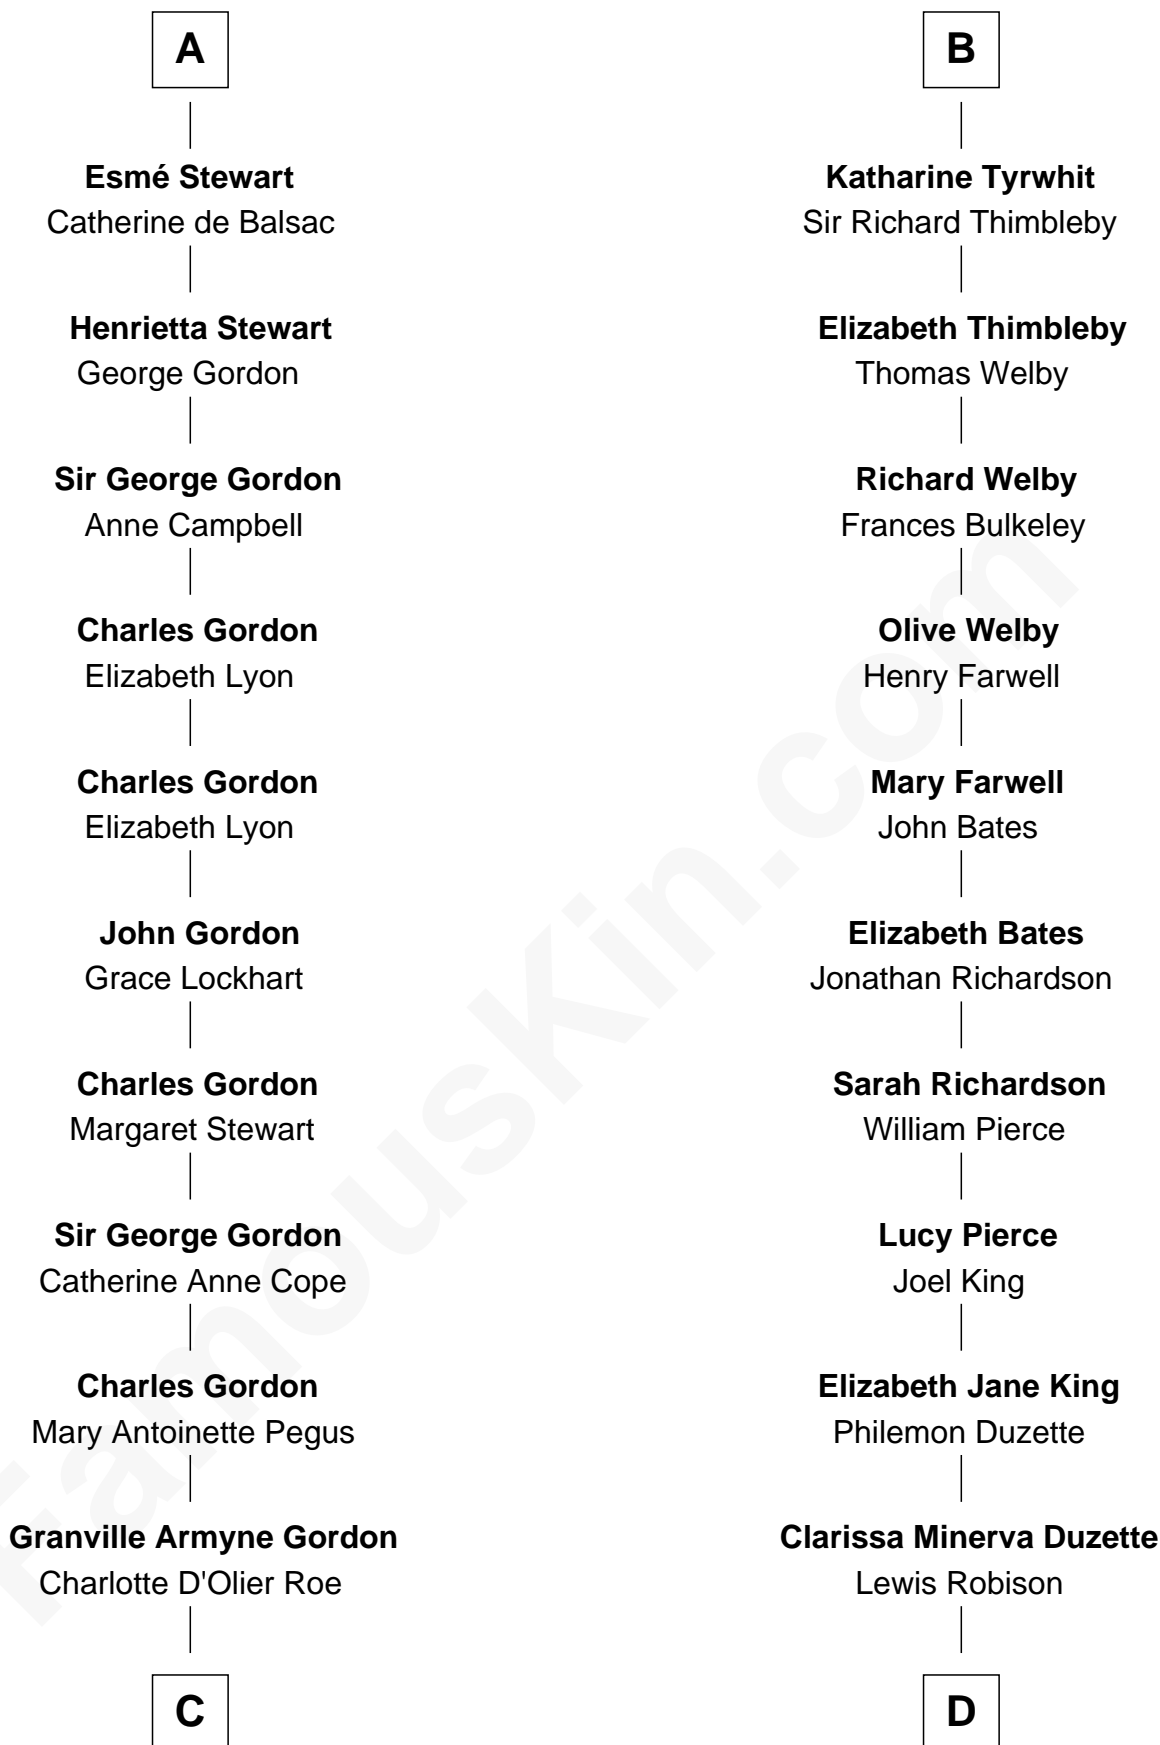 A
Esmé Stewart
Catherine de Balsac
Henrietta Stewart
George Gordon
Sir George Gordon
Anne Campbell
Charles Gordon
Elizabeth Lyon
Charles Gordon
Elizabeth Lyon
John Gordon
Grace Lockhart
Charles Gordon
Margaret Stewart
Sir George Gordon
Catherine Anne Cope
Charles Gordon
Mary Antoinette Pegus
Granville Armyne Gordon
Charlotte D'Olier Roe
C
B
Katharine Tyrwhit
Sir Richard Thimbleby
Elizabeth Thimbleby
Thomas Welby
Richard Welby
Frances Bulkeley
Olive Welby
Henry Farwell
Mary Farwell
John Bates
Elizabeth Bates
Jonathan Richardson
Sarah Richardson
William Pierce
Lucy Pierce
Joel King
Elizabeth Jane King
Philemon Duzette
Clarissa Minerva Duzette
Lewis Robison
D
FamousKin.com